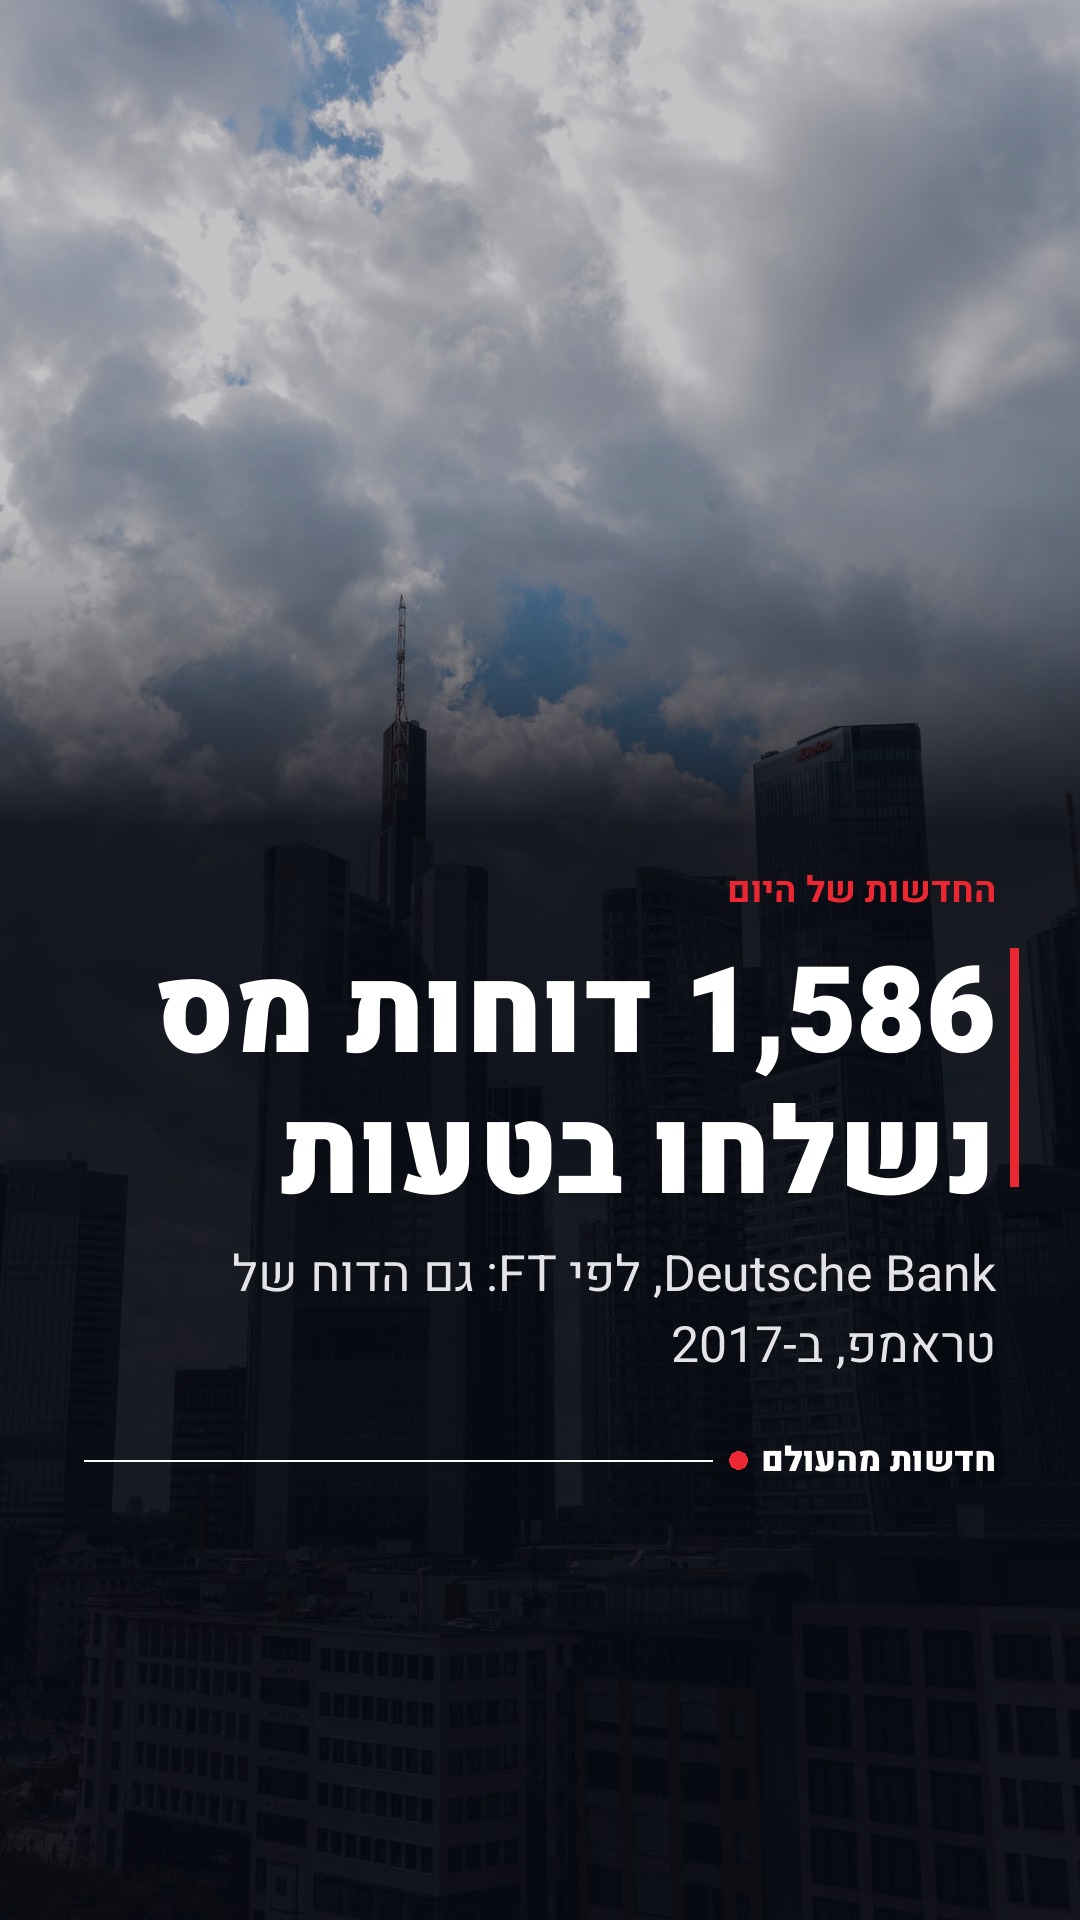 החדשות של היום
1,586 דוחות מס
נשלחו בטעות
Deutsche Bank, לפי FT: גם הדוח של
טראמפ, ב-2017
חדשות מהעולם